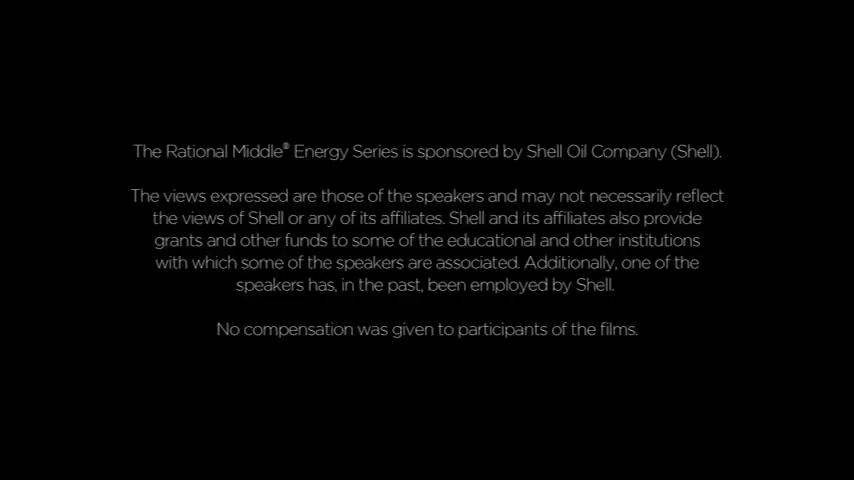 The Rational Middle® Energy Series is sponsored by Shell Oil Company (Shell).
The views expressed are those of the speakers and may not necessarily reflect
the views of Shell or any of its affiliates. Shell and its affiliates also provide
grants and other funds to some of the educational and other institutions
with which some of the speakers are associated. Additionally, one of the
speakers has, in the past, been employed by Shell.
No compensation was given to participants of the films.